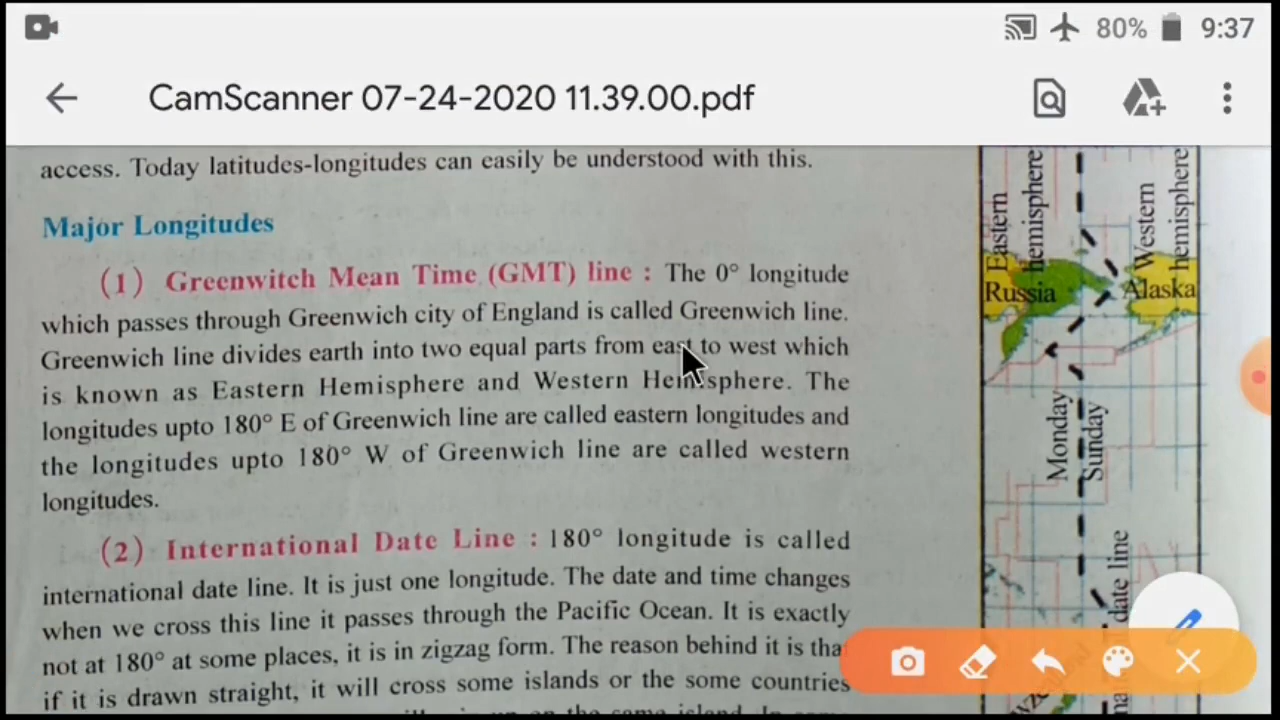 80% 9:37
CamScanner 07-24-2020 11.39.00.pdf
access. Today latitudes-longitudes can easily be understood with this.
Major Longitudes
(1) Greenwitch Mean Time (GMT) line : The 0° longitude
which passes through Greenwich city of England is called Greenwich line.
Greenwich line divides earth into two equal parts from east to west which
is known as Eastern Hemisphere and Western Hemisphere. The
longitudes upto 180° E of Greenwich line are called eastern longitudes and
the longitudes upto 180° W of Greenwich line are called western
longitudes.
(2) International Date Line : 180° longitude is called
international date line. It is just one longitude. The date and time changes
when we cross this line it passes through the Pacific Ocean. It is exactly
not at 180° at some places, it is in zigzag form. The reason behind it is tha
if it is drawn straight, it will cross some islands or the some countries
on the same island.
Eastern
hemisphere
Western
hemisphere
Russia
Alaska
Monday
Sunday
date line